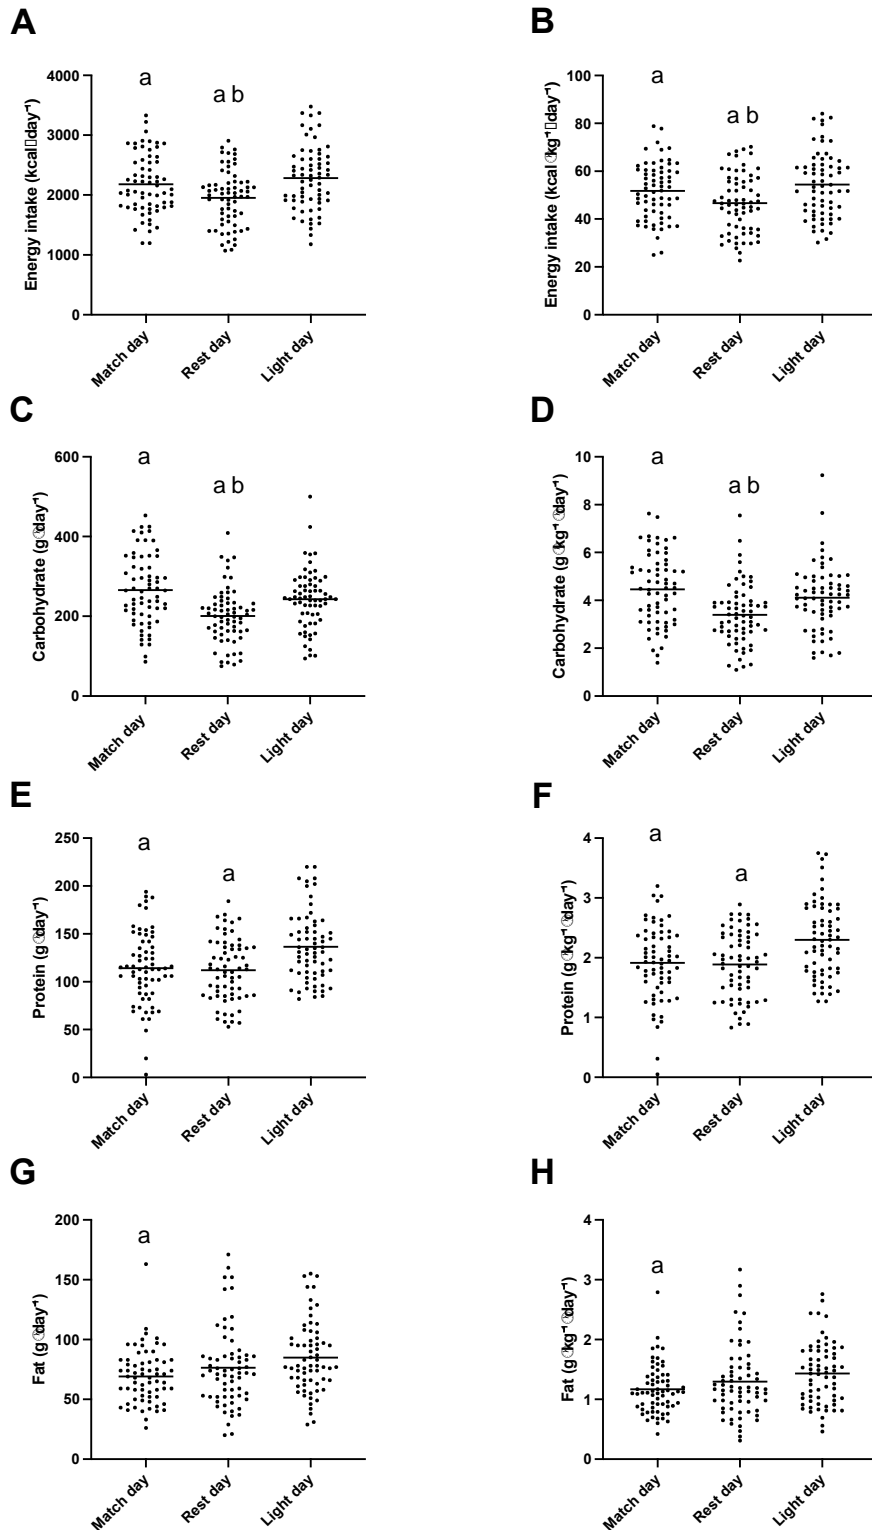 A
Energy intake (kcal▯day⁻¹)
4000
3000
2000
1000
0
a
a b
Match day
Rest day
Light day
B
Energy intake (kcal kg⁻¹▯day⁻¹)
100
80
60
40
20
0
a
a b
Match day
Rest day
Light day
C
Carbohydrate (g day⁻¹)
600
400
200
0
a
a b
Match day
Rest day
Light day
D
Carbohydrate (g kg⁻¹ day⁻¹)
10
8
6
4
2
0
a
a b
Match day
Rest day
Light day
E
Protein (g day⁻¹)
250
200
150
100
50
0
a
a
Match day
Rest day
Light day
F
Protein (g kg⁻¹ day⁻¹)
4
3
2
1
0
a
a
Match day
Rest day
Light day
G
Fat (g day⁻¹)
200
150
100
50
0
a
Match day
Rest day
Light day
H
Fat (g kg⁻¹ day⁻¹)
4
3
2
1
0
a
Match day
Rest day
Light day